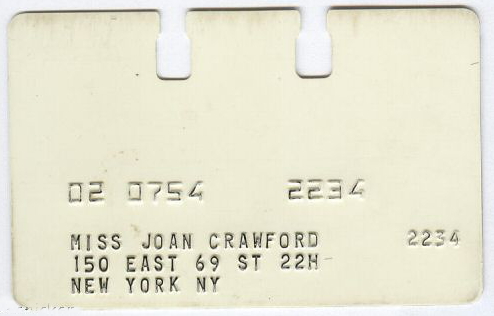 02 0754 2234
MISS JOAN CRAWFORD 2234
150 EAST 69 ST 22H
NEW YORK NY